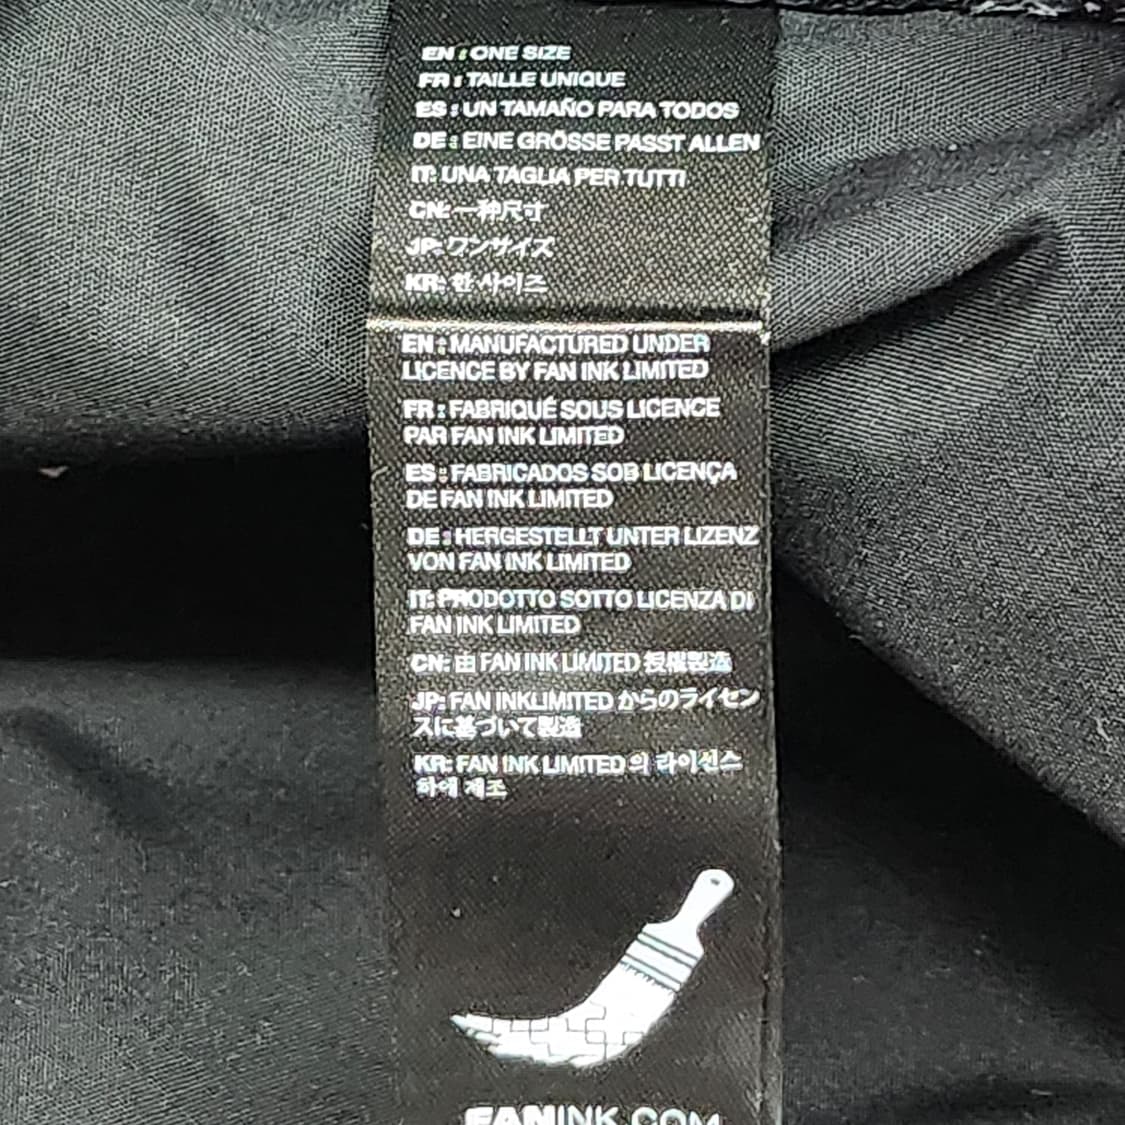 EN : ONE SIZE
FR : TAILLE UNIQUE
ES : UN TAMAÑO PARA TODOS
DE : EINE GRÖSSE PASST ALLEN
IT: UNA TAGLIA PER TUTTI
CN: 一种尺寸
JP: ワンサイズ
KR: 한 사이즈
EN : MANUFACTURED UNDER
LICENCE BY FAN INK LIMITED
FR : FABRIQUÉ SOUS LICENCE
PAR FAN INK LIMITED
ES : FABRICADOS SOB LICENÇA
DE FAN INK LIMITED
DE : HERGESTELLT UNTER LIZENZ
VON FAN INK LIMITED
IT: PRODOTTO SOTTO LICENZA DI
FAN INK LIMITED
CN: 由 FAN INK LIMITED 授權製造
JP: FAN INKLIMITED からのライセン
スに基づいて製造
KR: FAN INK LIMITED 의 라이센스
하에 제조
FANINK.COM